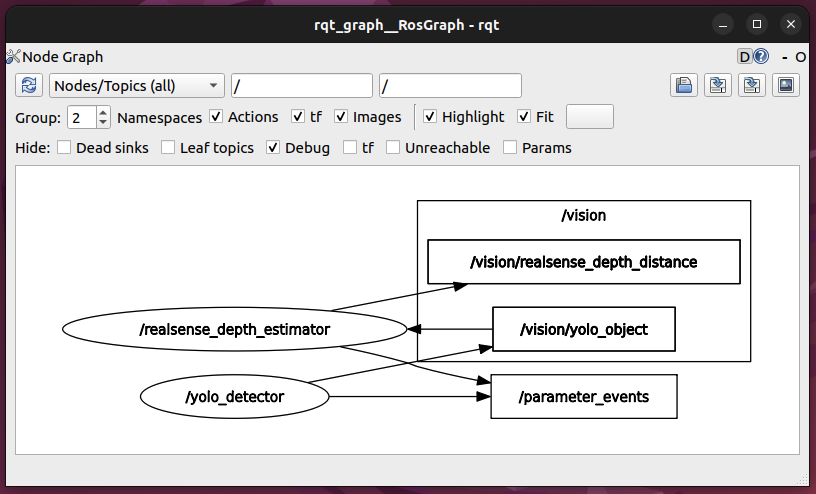 rqt_graph__RosGraph - rqt
Node Graph
D ? - O
Nodes/Topics (all) / /
Group: 2 Namespaces Actions tf Images Highlight Fit
Hide: Dead sinks Leaf topics Debug tf Unreachable Params
/vision
/vision/realsense_depth_distance
/realsense_depth_estimator
/vision/yolo_object
/yolo_detector
/parameter_events